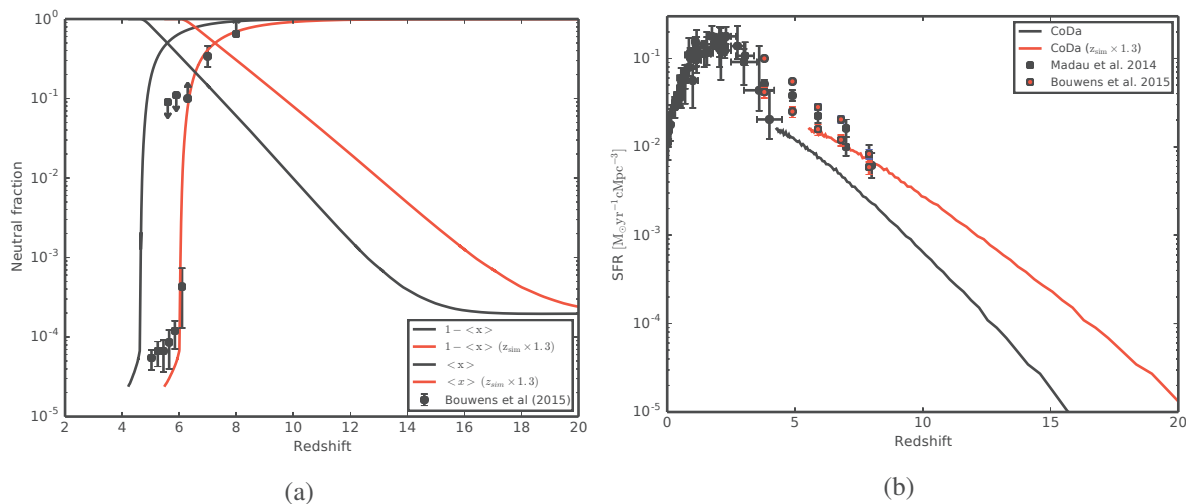 10^0
10^-1
10^-2
10^-3
10^-4
10^-5
Neutral fraction
2 4 6 8 10 12 14 16 18 20
Redshift
1 − <x>
1 − <x> (z_sim × 1.3)
<x>
<x> (z_sim × 1.3)
Bouwens et al (2015)
(a)
10^-1
10^-2
10^-3
10^-4
10^-5
SFR [M_⊙yr^-1cMpc^-3]
0 5 10 15 20
Redshift
CoDa
CoDa (z_sim × 1.3)
Madau et al. 2014
Bouwens et al. 2015
(b)